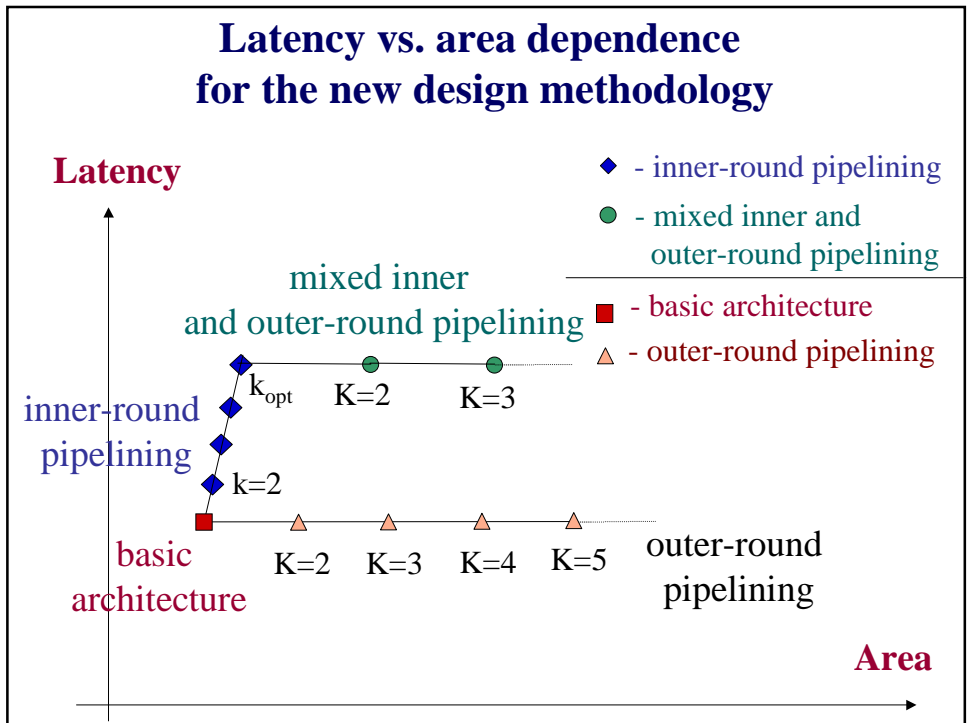 Latency vs. area dependence
for the new design methodology
Latency
- inner-round pipelining
- mixed inner and
outer-round pipelining
- basic architecture
- outer-round pipelining
mixed inner
and outer-round pipelining
k_opt
K=2
K=3
inner-round
pipelining
k=2
basic
architecture
K=2
K=3
K=4
K=5
outer-round
pipelining
Area